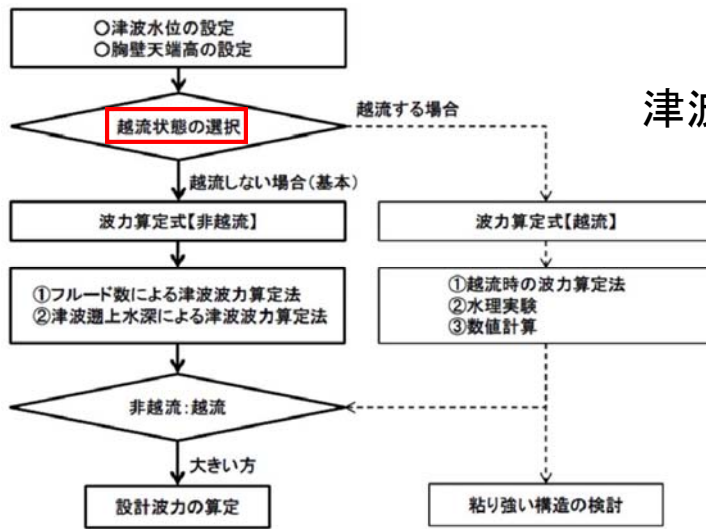 ○津波水位の設定
○胸壁天端高の設定
越流状態の選択
越流する場合
津波
越流しない場合(基本)
波力算定式【非越流】
波力算定式【越流】
①フルード数による津波波力算定法
②津波遡上水深による津波波力算定法
①越流時の波力算定法
②水理実験
③数値計算
非越流:越流
大きい方
設計波力の算定
粘り強い構造の検討